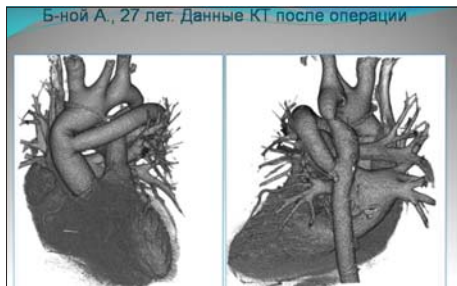 Б-ной А., 27 лет. Данные КТ после операции